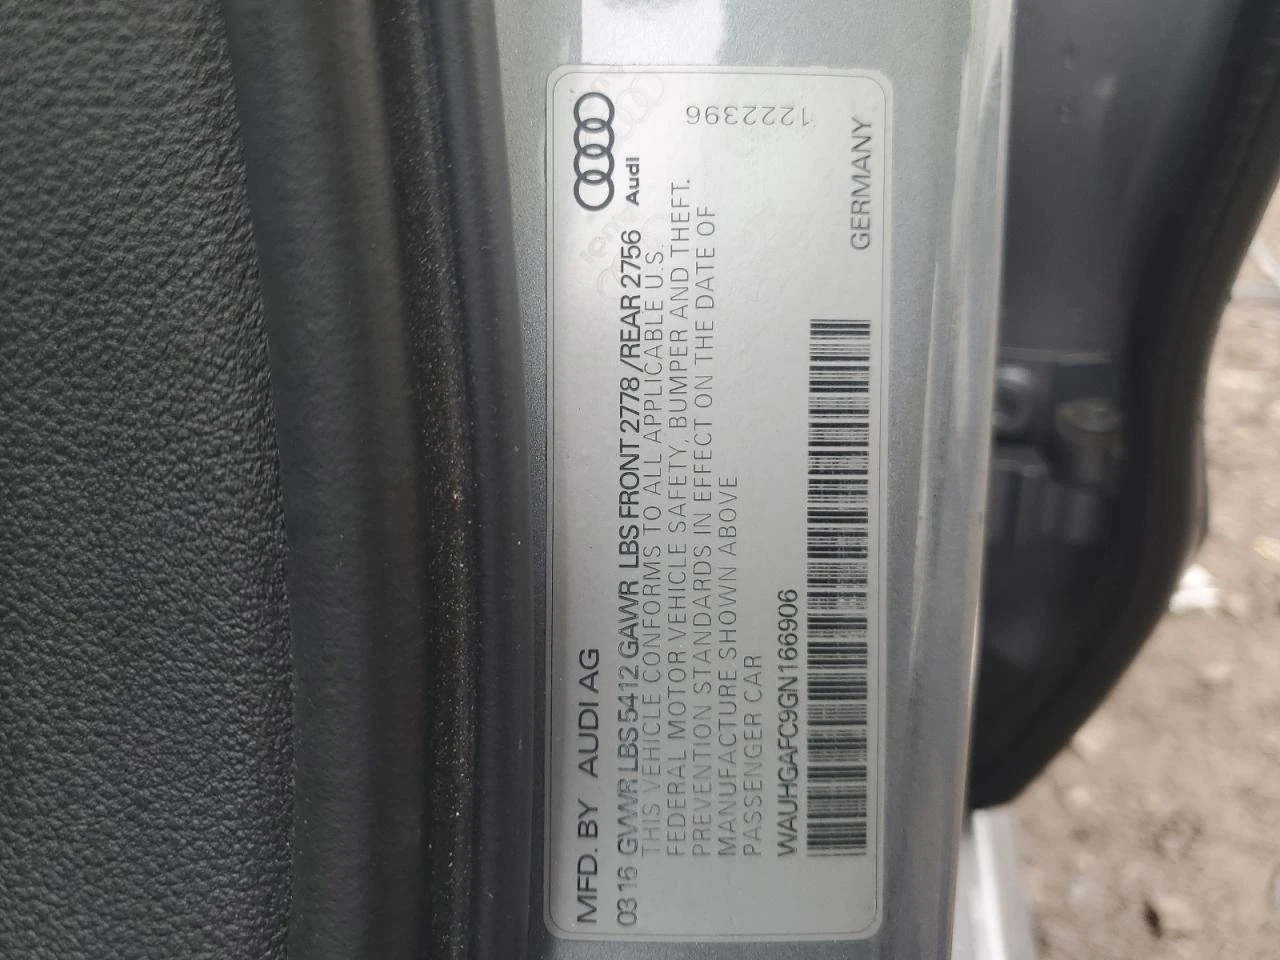 MFD. BY AUDI AG
Audi
0316 GVWR LBS 5412 GAWR LBS FRONT 2778 /REAR 2756
THIS VEHICLE CONFORMS TO ALL APPLICABLE U.S.
FEDERAL MOTOR VEHICLE SAFETY, BUMPER AND THEFT
PREVENTION STANDARDS IN EFFECT ON THE DATE OF
MANUFACTURE SHOWN ABOVE
PASSENGER CAR
WAUHGAFC9GN166906
GERMANY
1222396